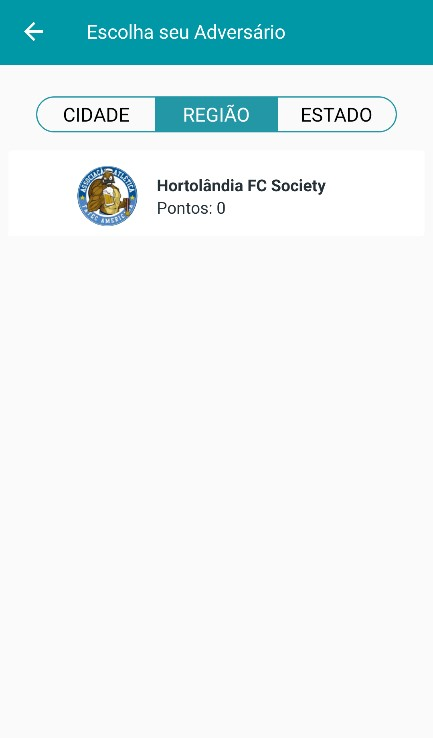 Escolha seu Adversário
CIDADE REGIÃO ESTADO
Hortolândia FC Society
Pontos: 0